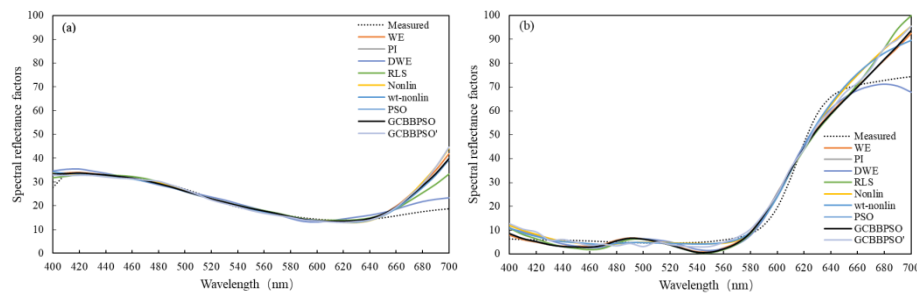 (a)
Spectral reflectance factors
100
90
80
70
60
50
40
30
20
10
0
Measured
WE
PI
DWE
RLS
Nonlin
wt-nonlin
PSO
GCBBPSO
GCBBPSO'
400 420 440 460 480 500 520 540 560 580 600 620 640 660 680 700
Wavelength (nm)
(b)
Spectral reflectance factors
100
90
80
70
60
50
40
30
20
10
0
Measured
WE
PI
DWE
RLS
Nonlin
wt-nonlin
PSO
GCBBPSO
GCBBPSO'
400 420 440 460 480 500 520 540 560 580 600 620 640 660 680 700
Wavelength (nm)